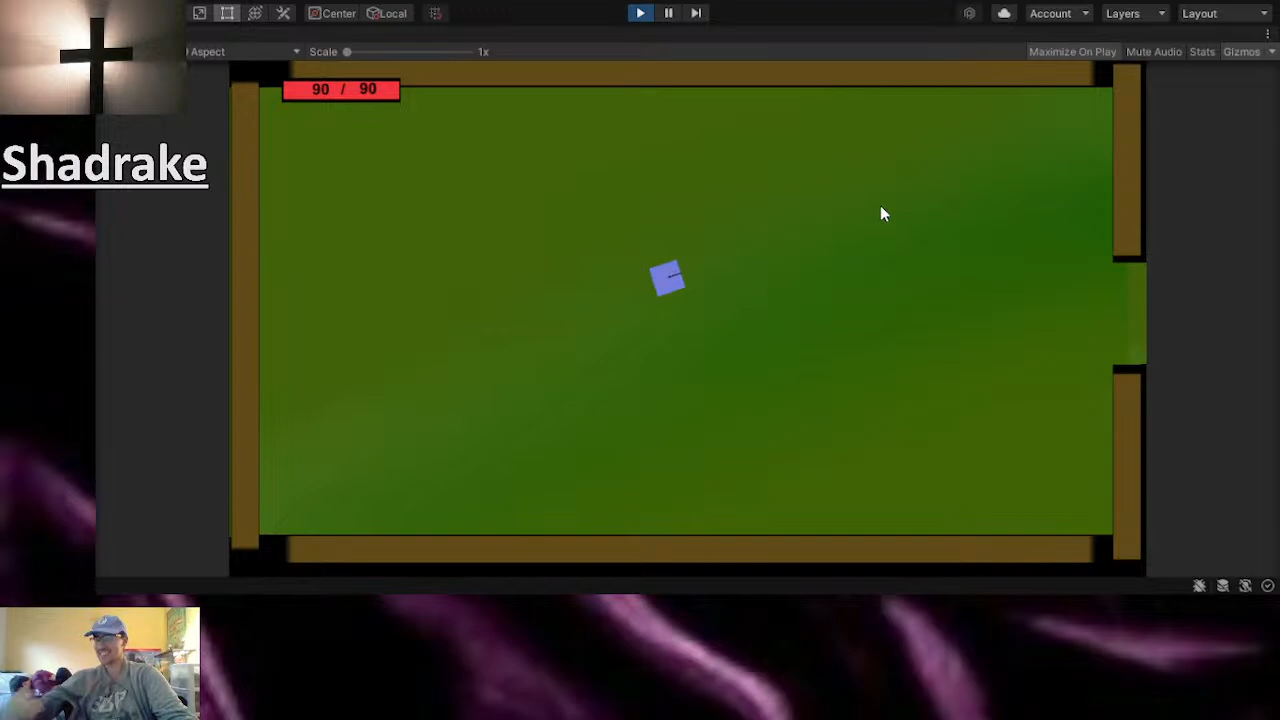 Center Local Account Layers Layout
Aspect Scale 1x Maximize On Play Mute Audio Stats Gizmos
90 / 90
Shadrake